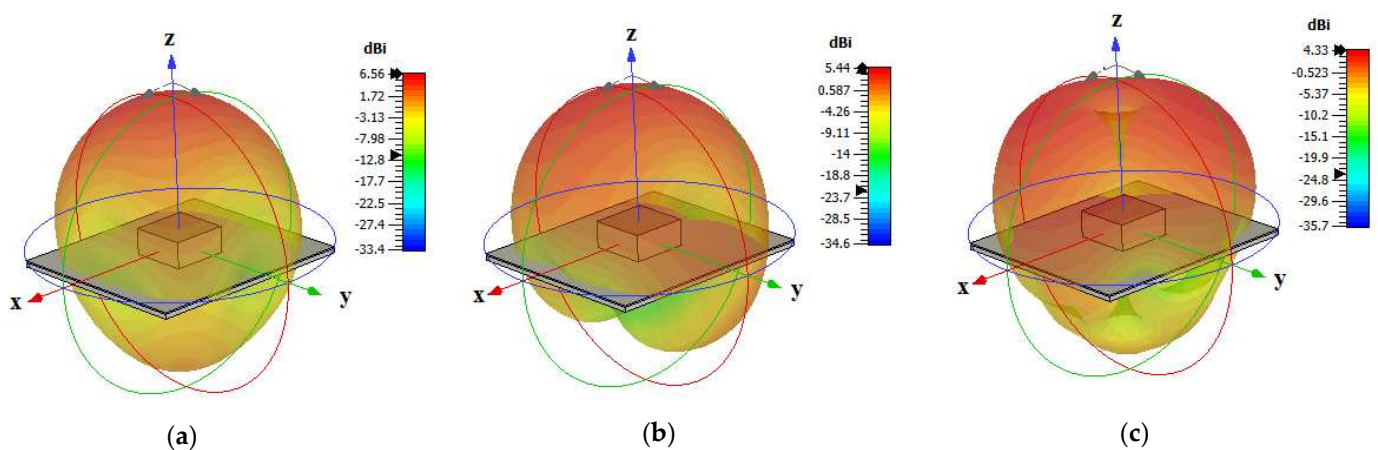 z
dBi
6.56
1.72
-3.13
-7.98
-12.8
-17.7
-22.5
-27.4
-33.4
x
y
(a)
z
dBi
5.44
0.587
-4.26
-9.11
-14
-18.8
-23.7
-28.5
-34.6
x
y
(b)
z
dBi
4.33
-0.523
-5.37
-10.2
-15.1
-19.9
-24.8
-29.6
-35.7
x
y
(c)